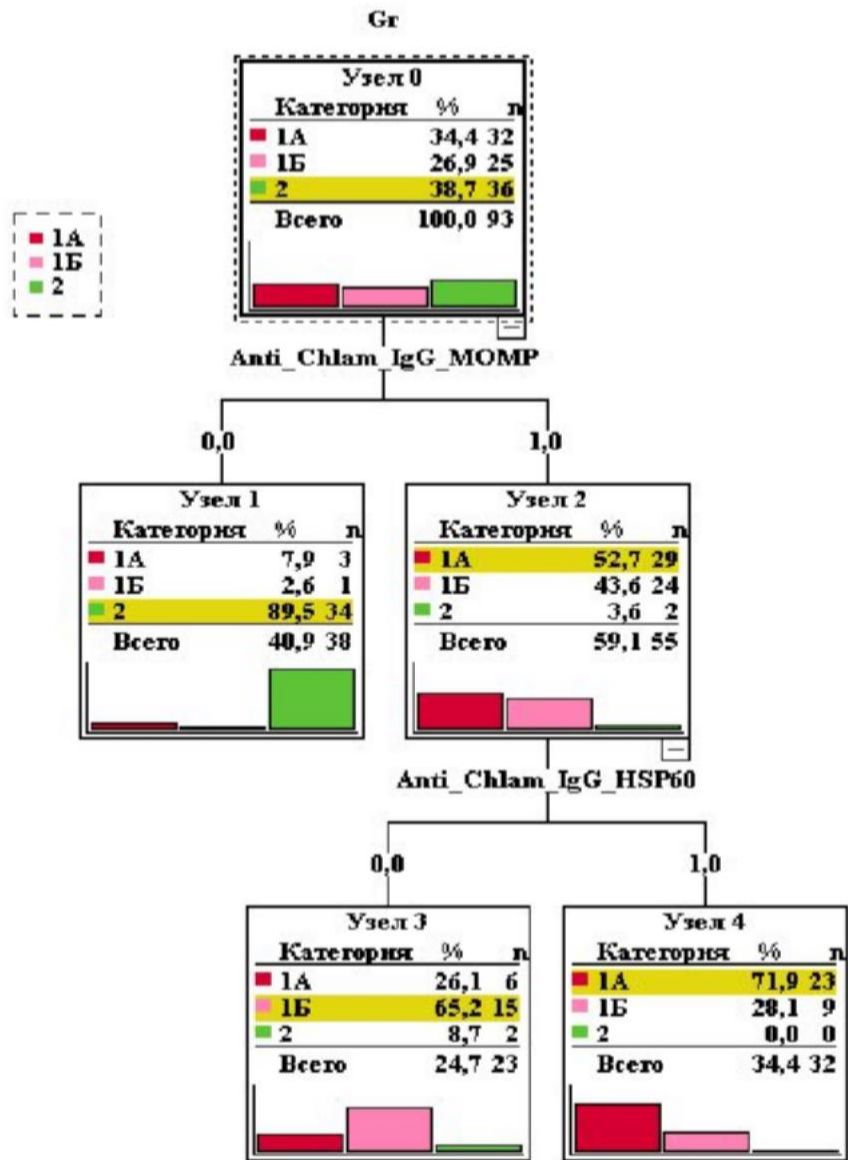 Gr
Узел 0
Категория % n
1А 34,4 32
1Б 26,9 25
2 38,7 36
Всего 100,0 93
1А
1Б
2
Anti_Chlam_IgG_MOMP
0,0 1,0
Узел 1
Категория % n
1А 7,9 3
1Б 2,6 1
2 89,5 34
Всего 40,9 38
Узел 2
Категория % n
1А 52,7 29
1Б 43,6 24
2 3,6 2
Всего 59,1 55
Anti_Chlam_IgG_HSP60
0,0 1,0
Узел 3
Категория % n
1А 26,1 6
1Б 65,2 15
2 8,7 2
Всего 24,7 23
Узел 4
Категория % n
1А 71,9 23
1Б 28,1 9
2 0,0 0
Всего 34,4 32